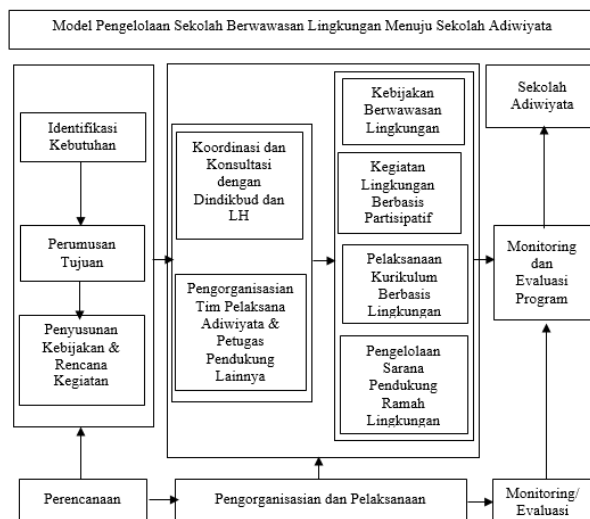 Model Pengelolaan Sekolah Berwawasan Lingkungan Menuju Sekolah Adiwiyata
Identifikasi
Kebutuhan
Perumusan
Tujuan
Penyusunan
Kebijakan &
Rencana
Kegiatan
Koordinasi dan
Konsultasi
dengan
Dindikbud dan
LH
Pengorganisasian
Tim Pelaksana
Adiwiyata &
Petugas
Pendukung
Lainnya
Kebijakan
Berwawasan
Lingkungan
Kegiatan
Lingkungan
Berbasis
Partisipatif
Pelaksanaan
Kurikulum
Berbasis
Lingkungan
Pengelolaan
Sarana
Pendukung
Ramah
Lingkungan
Sekolah
Adiwiyata
Monitoring
dan
Evaluasi
Program
Perencanaan
Pengorganisasian dan Pelaksanaan
Monitoring/
Evaluasi